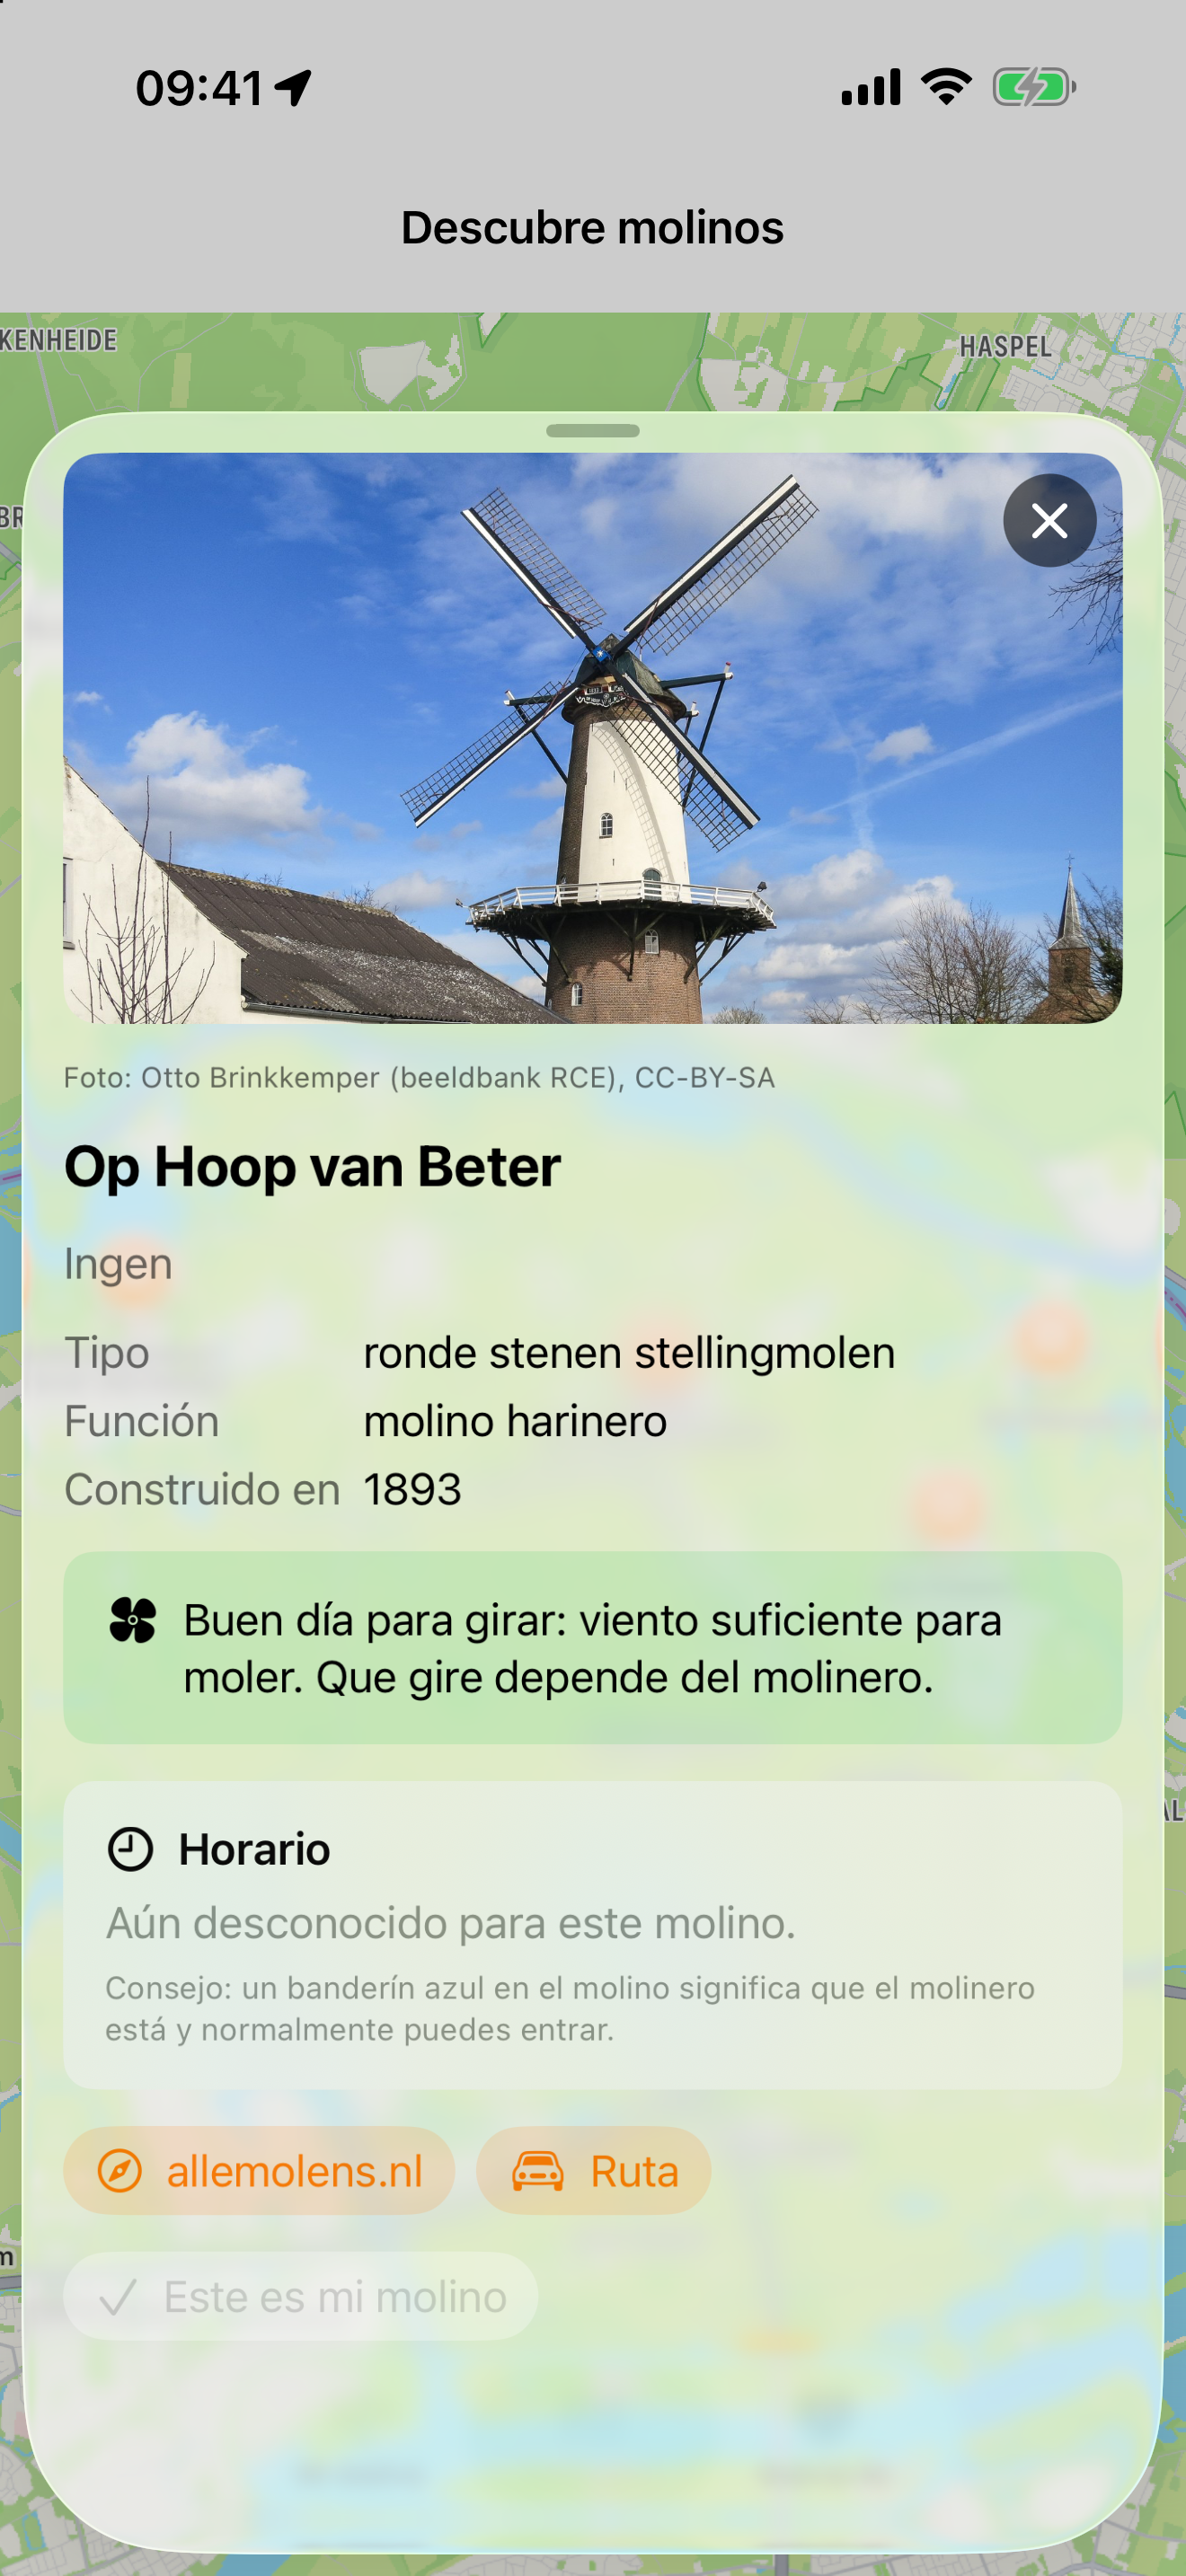 09:41
Descubre molinos
KENHEIDE
HASPEL
BR
Foto: Otto Brinkkemper (beeldbank RCE), CC-BY-SA
Op Hoop van Beter
Ingen
Tipo ronde stenen stellingmolen
Función molino harinero
Construido en 1893
Buen día para girar: viento suficiente para
moler. Que gire depende del molinero.
Horario
Aún desconocido para este molino.
Consejo: un banderín azul en el molino significa que el molinero
está y normalmente puedes entrar.
allemolens.nl
Ruta
Este es mi molino